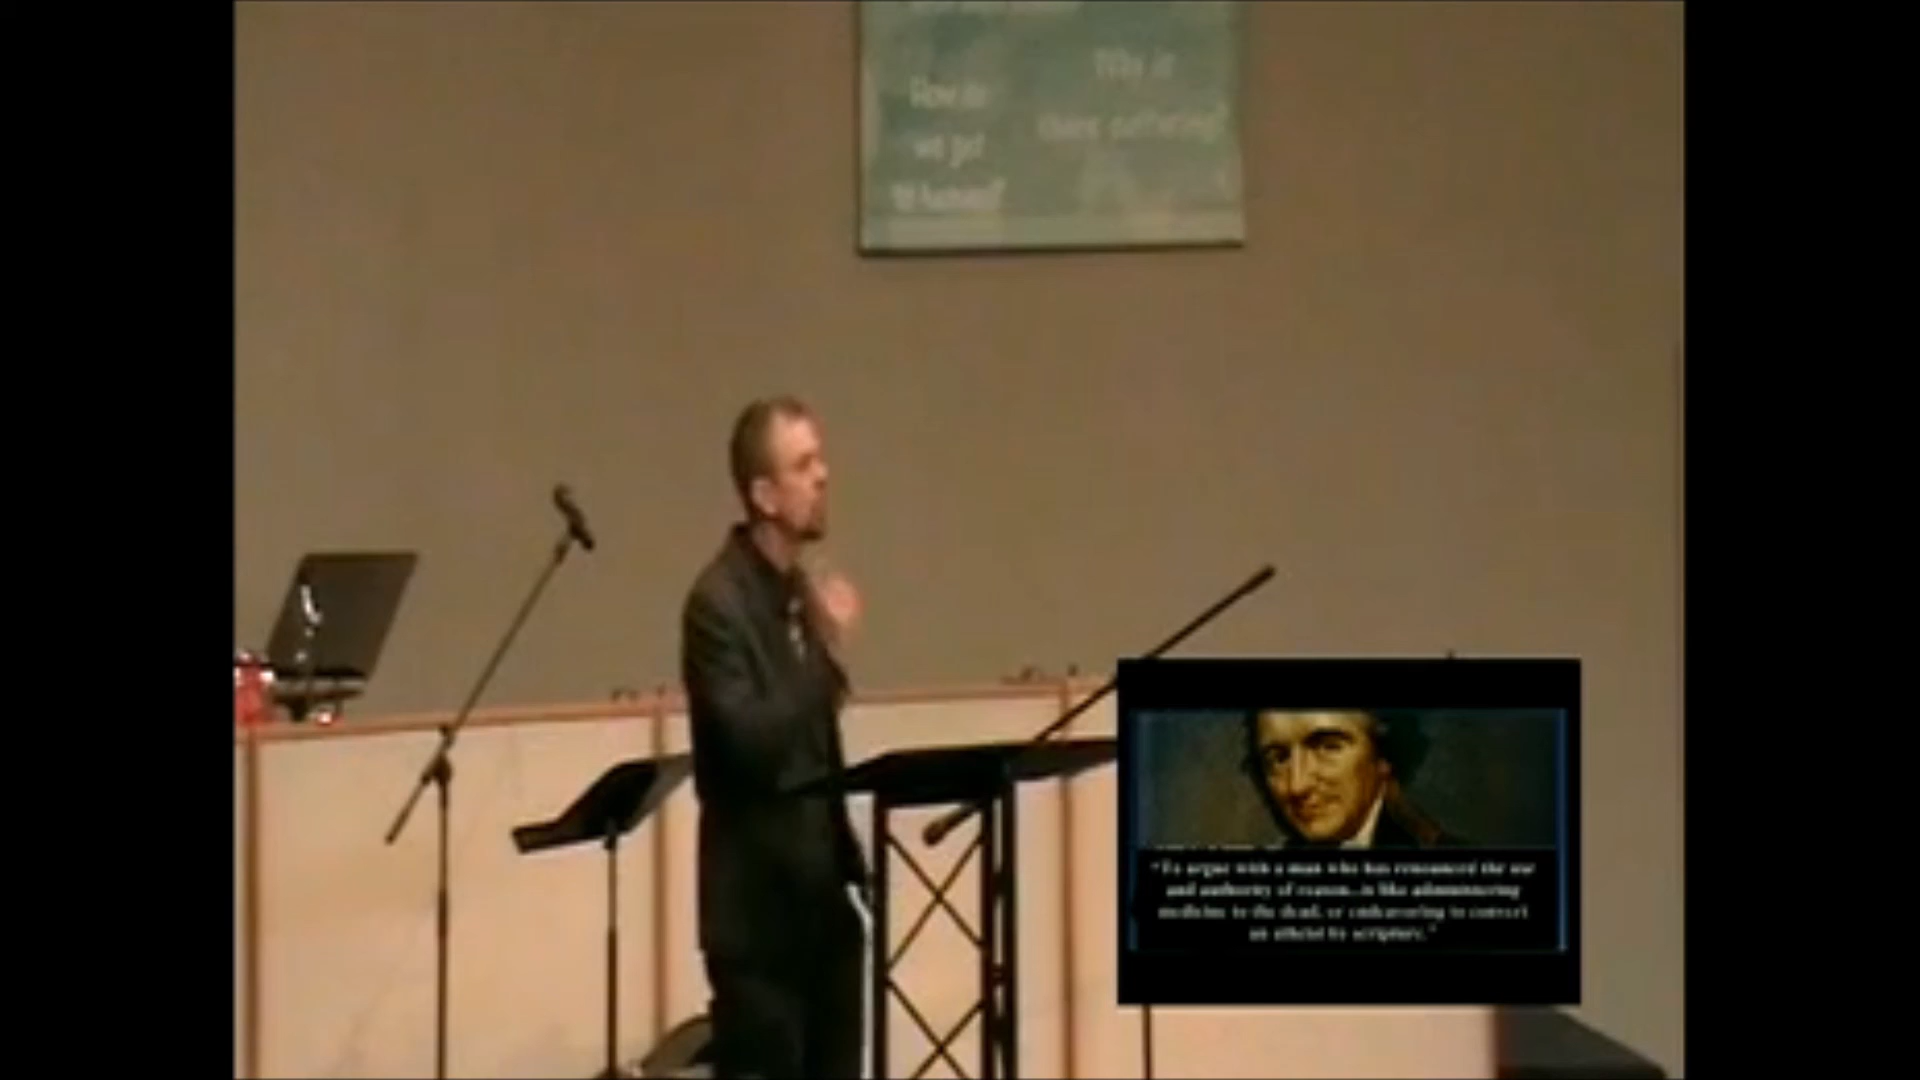 How do
we get
to heaven?
Why is
there suffering?
"To argue with a man who has renounced the use
and authority of reason...is like administering
medicine to the dead, or endeavoring to convert
an atheist by scripture."